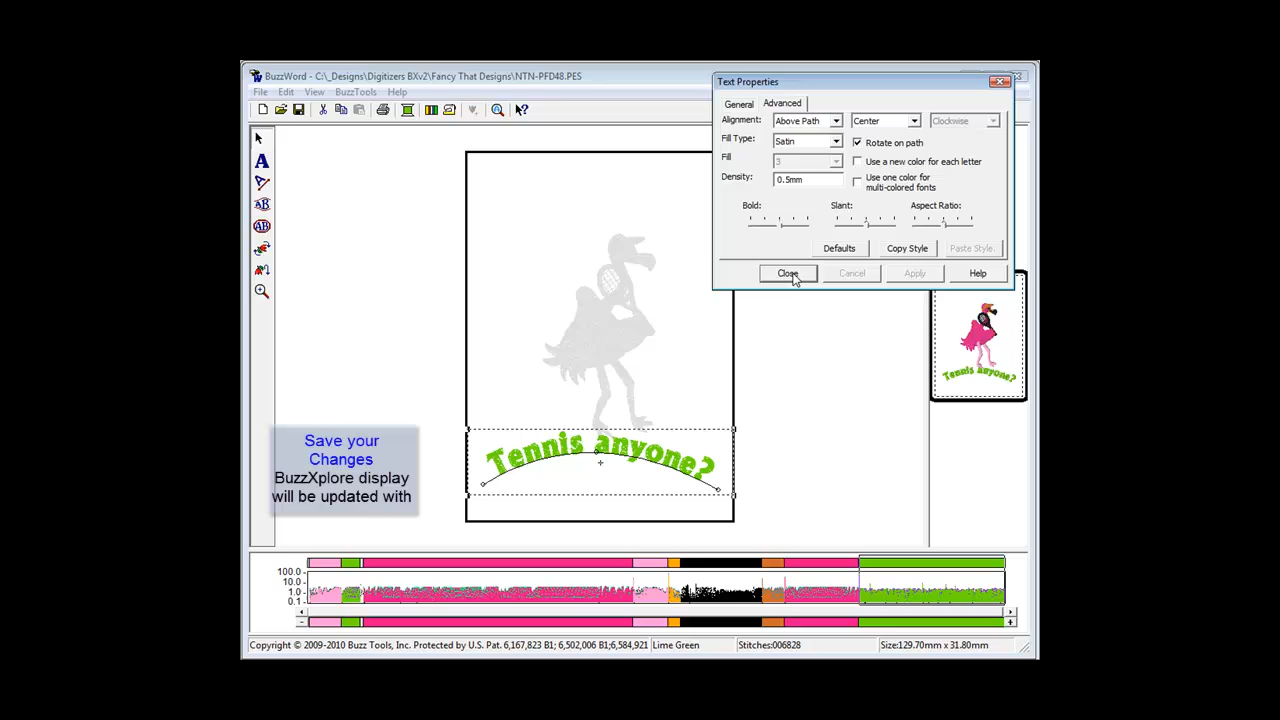 BuzzWord - C:\_Designs\Digitizers BXv2\Fancy That Designs\NTN-PFD48.PES
File Edit View BuzzTools Help
Text Properties
General Advanced
Alignment: Above Path Center Clockwise
Fill Type: Satin Rotate on path
Fill 3 Use a new color for each letter
Density: 0.5mm Use one color for
multi-colored fonts
Bold: Slant: Aspect Ratio:
Defaults Copy Style Paste Style.
Close Cancel Apply Help
Tennis anyone?
Tennis anyone?
Save your
Changes
BuzzXplore display
will be updated with
100.0
10.0
1.0
0.1
Copyright © 2009-2010 Buzz Tools, Inc. Protected by U.S. Pat. 6,167,823 B1; 6,502,006 B1;6,584,921 Lime Green Stitches:006828 Size:129.70mm x 31.80mm